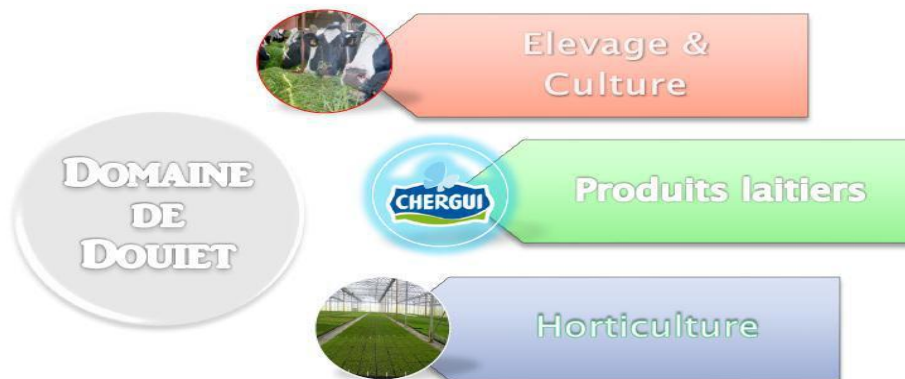 Elevage &
Culture
DOMAINE
DE
DOUIET
CHERGUI
Produits laitiers
Horticulture